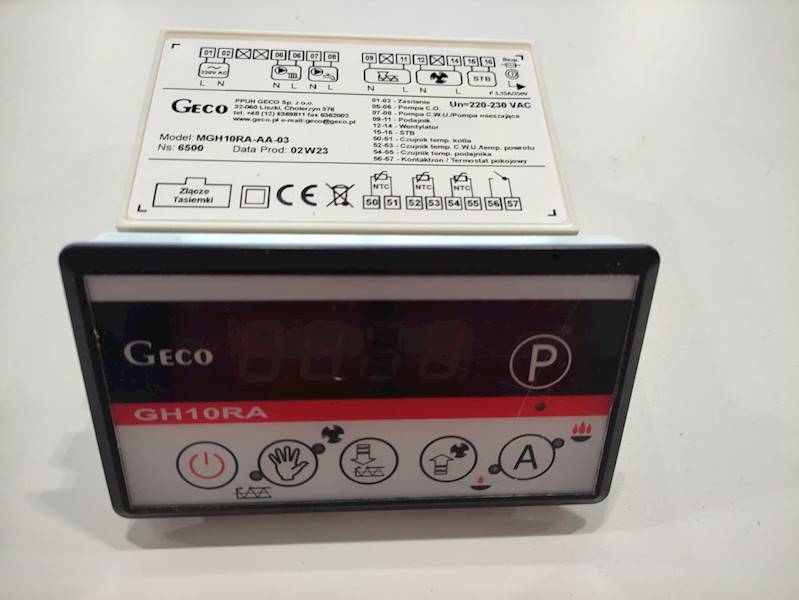 01 02 05 06 07 08 09 11 12 14 15 16 Bezp.
230V AC STB
L N N L N L L N N L F 3,15A/250V
GECO
PPUH GECO Sp. z o.o.
32-060 Liszki, Cholerzyn 376
tel. +48 (12) 6369811 fax 6362002
www.geco.pl e-mail:geco@geco.pl
Model: MGH10RA-AA-03
Ns: 6500 Data Prod: 02W23
01-02 - Zasilanie Un=220-230 VAC
05-06 - Pompa C.O.
07-08 - Pompa C.W.U./Pompa mieszająca
09-11 - Podajnik
12-14 - Wentylator
15-16 - STB
50-51 - Czujnik temp. kotła
52-53 - Czujnik temp. C.W.U./temp. powrotu
54-55 - Czujnik temp. podajnika
56-57 - Kontaktron / Termostat pokojowy
Złącze
Tasiemki
CE
NTC NTC NTC
50 51 52 53 54 55 56 57
GECO
P
GH10RA
A